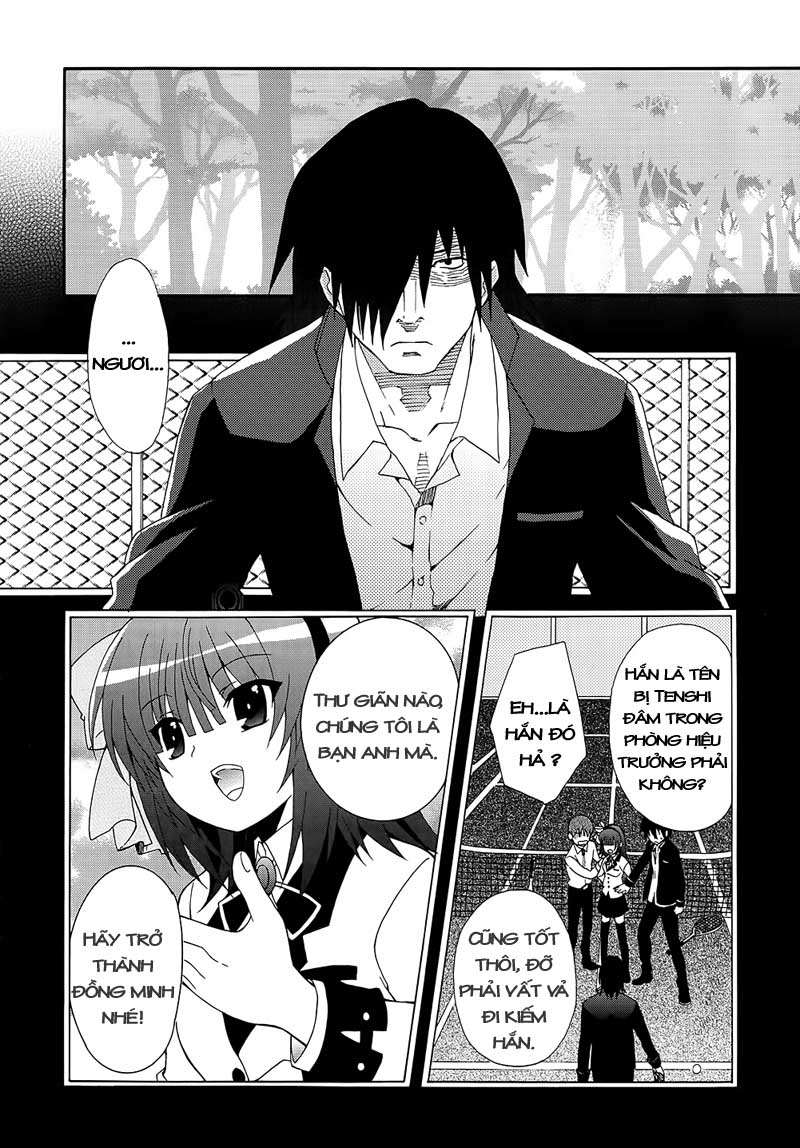 ...
NGƯƠI...
HẮN LÀ TÊN
BỊ TENSHI
ĐÂM TRONG
PHÒNG HIỆU
TRƯỞNG PHẢI
KHÔNG?
EH...LÀ
HẮN ĐÓ
HẢ ?
CŨNG TỐT
THÔI, ĐỠ
PHẢI VẤT VẢ
ĐI KIẾM
HẮN.
THƯ GIÃN NÀO,
CHÚNG TÔI LÀ
BẠN ANH MÀ.
HÃY TRỞ
THÀNH
ĐỒNG MINH
NHÉ!